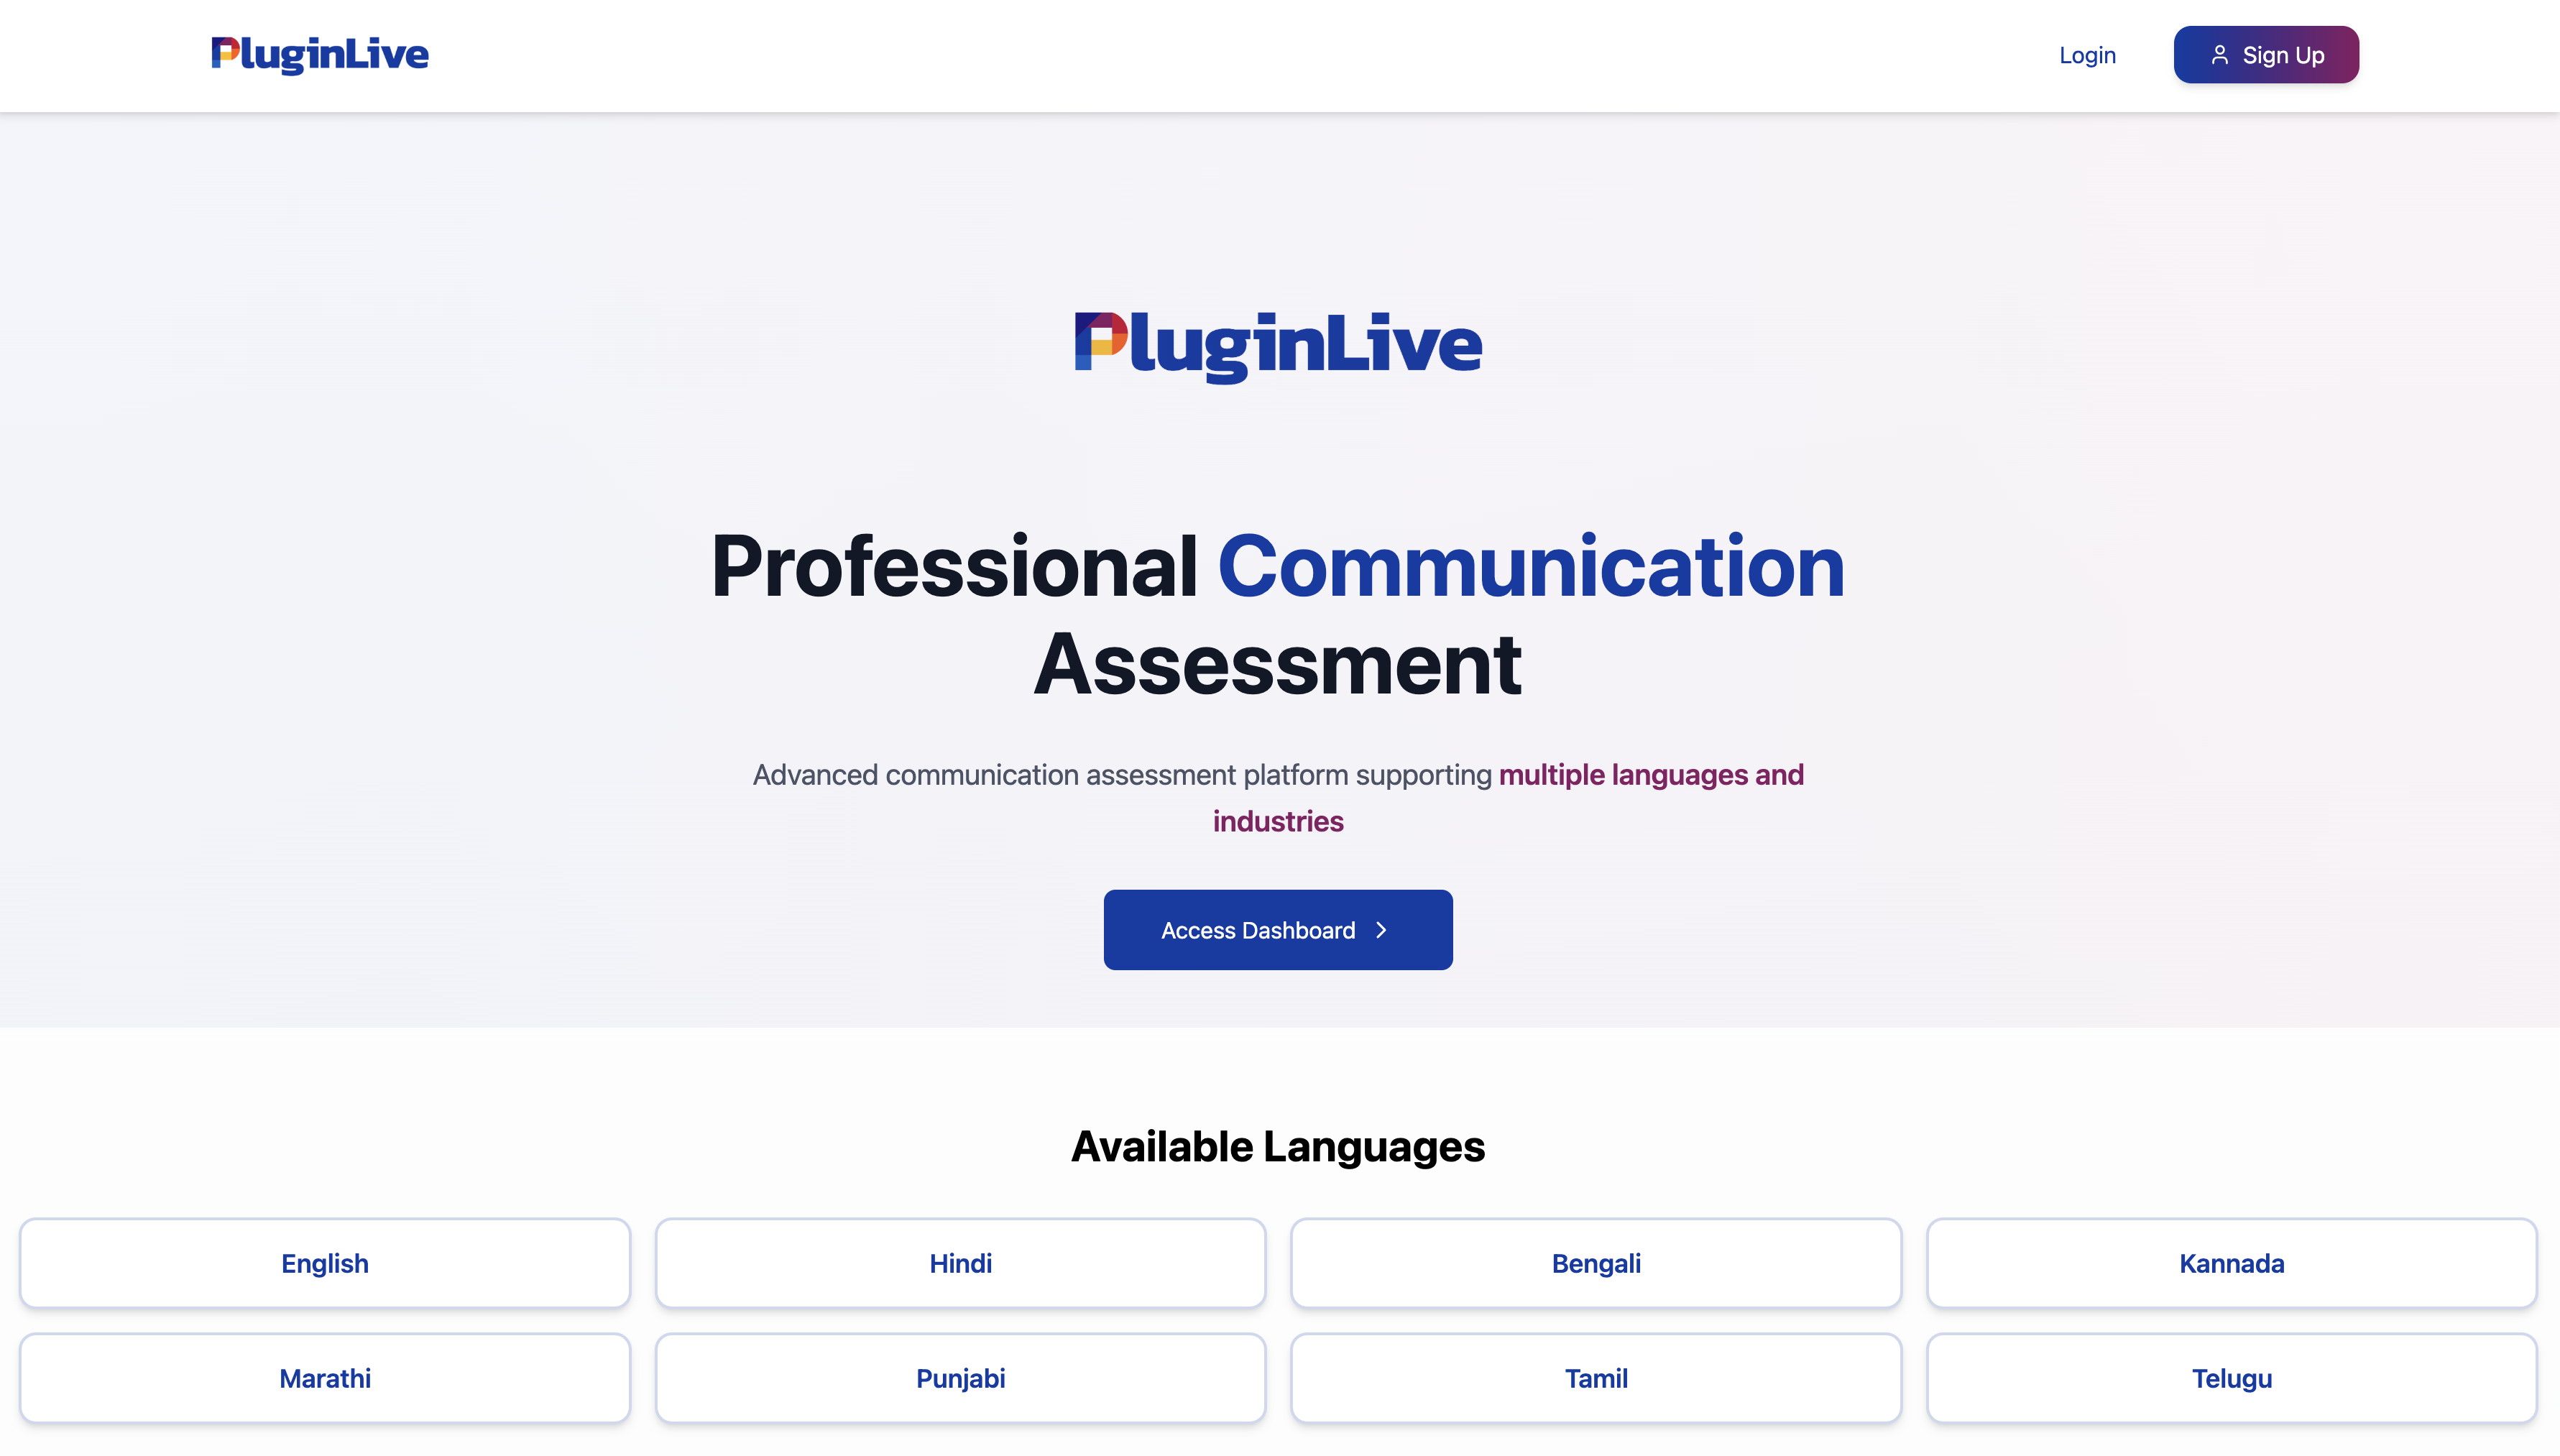 PluginLive
Login
Sign Up
PluginLive
Professional Communication
Assessment
Advanced communication assessment platform supporting multiple languages and
industries
Access Dashboard
Available Languages
English
Hindi
Bengali
Kannada
Marathi
Punjabi
Tamil
Telugu